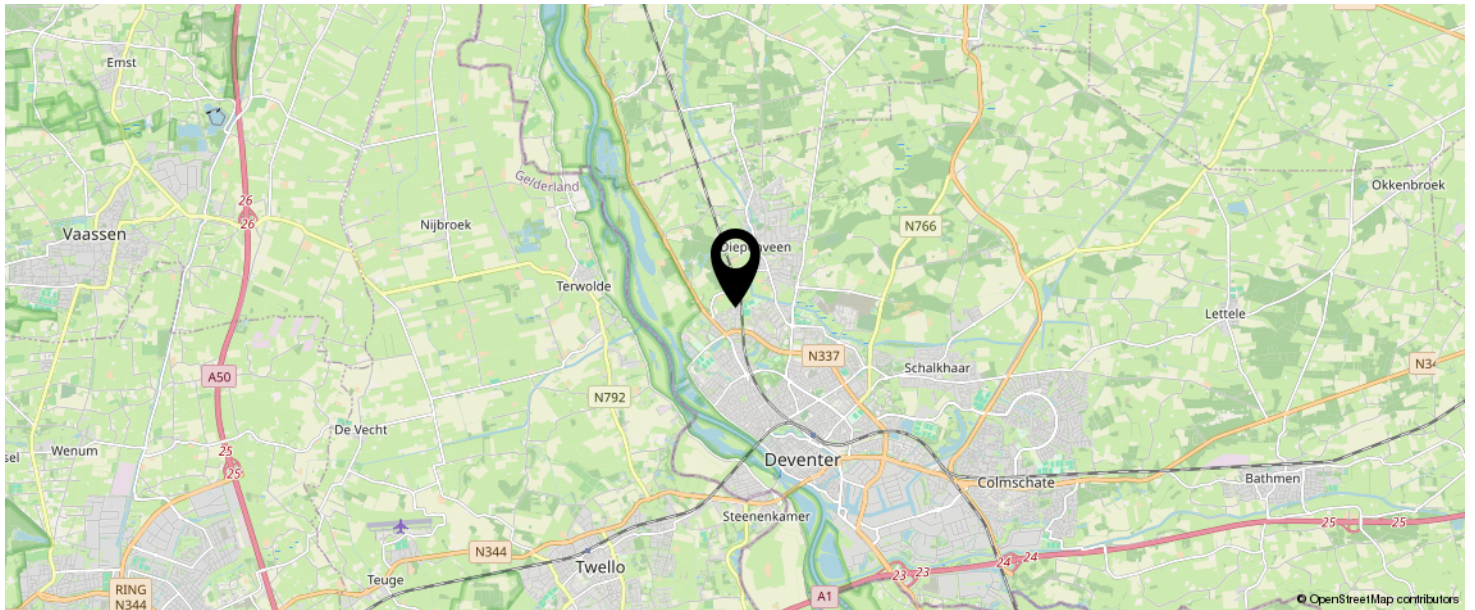 Emst
Gelderland
Okkenbroek
26
26
Nijbroek
N766
Vaassen
Diepenveen
Terwolde
Lettele
N337
Schalkhaar
A50
N792
De Vecht
25
Wenum
25
Deventer
Colmschate
Bathmen
Steenenkamer
25
25
N344
24
24
Twello
23
23
Teuge
RING
N344
A1
© OpenStreetMap contributors